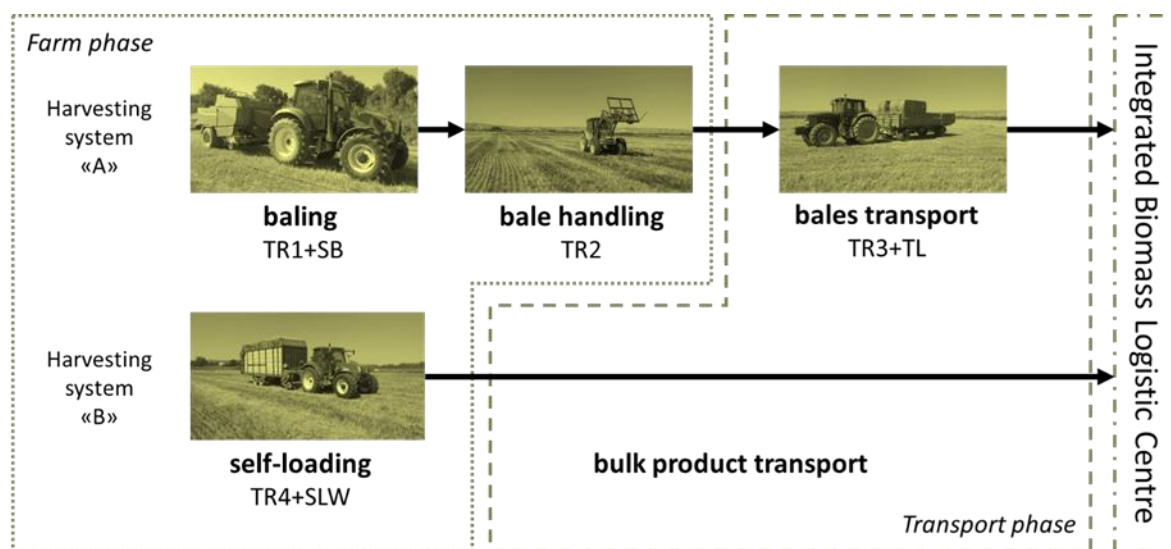 Farm phase
Harvesting
system
«A»
baling
TR1+SB
bale handling
TR2
bales transport
TR3+TL
Harvesting
system
«B»
self-loading
TR4+SLW
bulk product transport
Transport phase
Integrated Biomass Logistic Centre